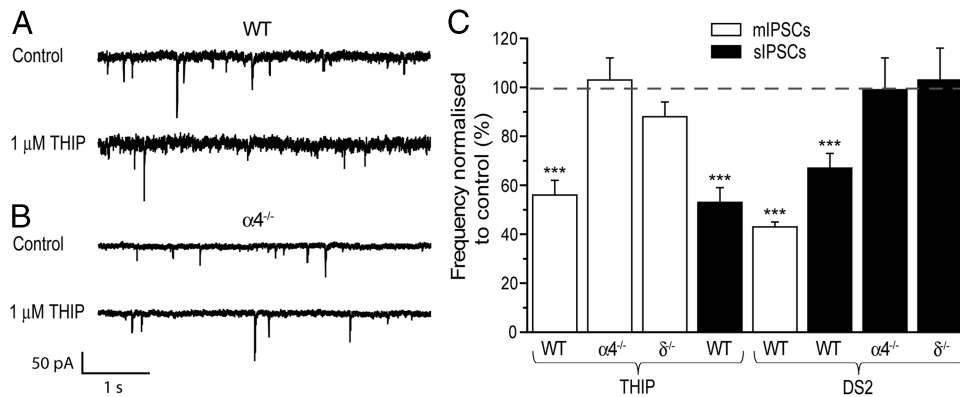 A
WT
Control
1 μM THIP
B
α4-/-
Control
1 μM THIP
50 pA
1 s
C
mIPSCs
sIPSCs
Frequency normalised
to control (%)
120
100
80
60
40
20
0
***
***
***
***
WT α4-/- δ-/- WT WT WT α4-/- δ-/-
THIP DS2